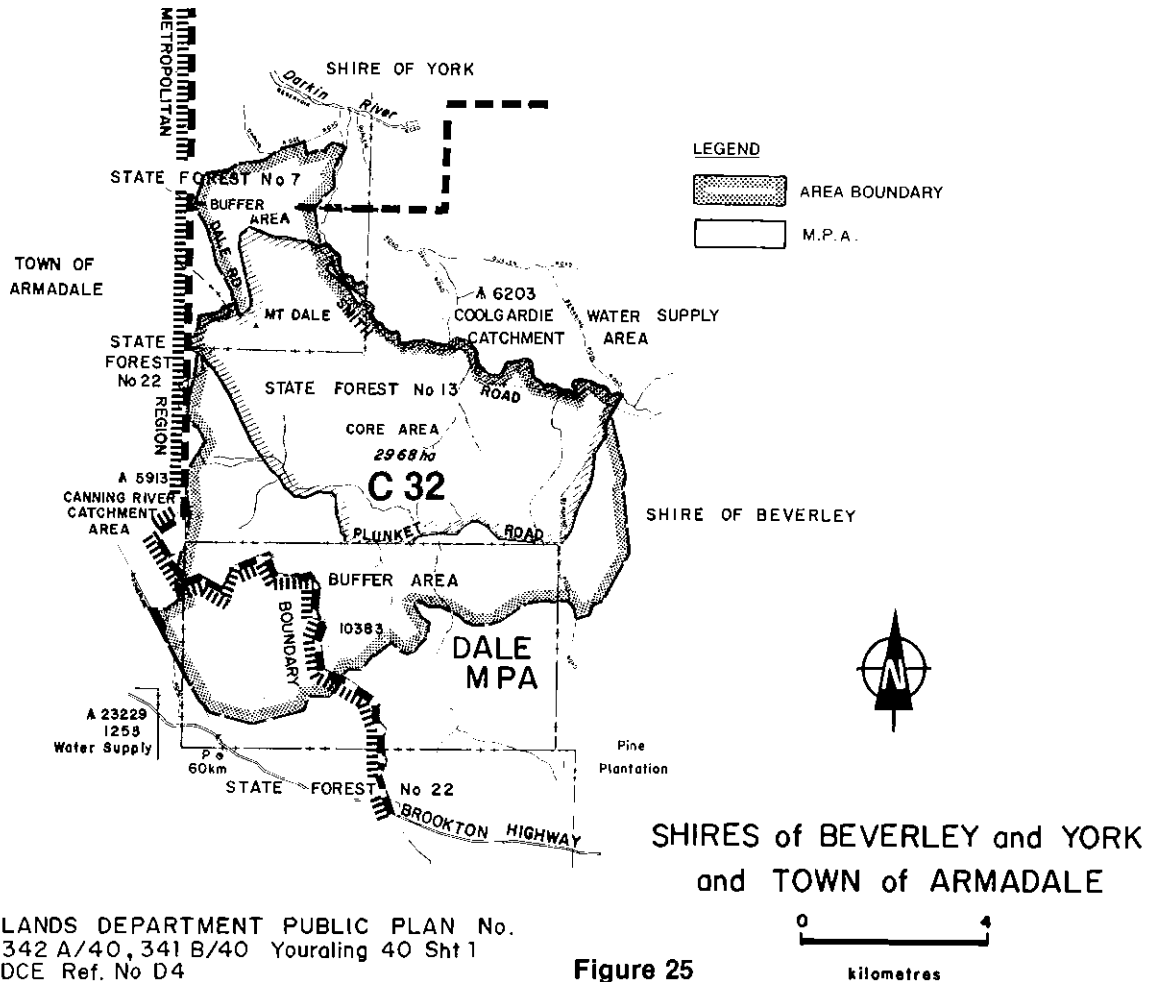 METROPOLITAN
SHIRE OF YORK
Darkin River
RESERVOIR
STATE FOREST No 7
BUFFER
AREA
DALE RD
LEGEND
AREA BOUNDARY
M.P.A.
TOWN OF
ARMADALE
MT DALE
SMITH
A 6203
COOLGARDIE
CATCHMENT
WATER SUPPLY
AREA
STATE
FOREST
No 22
REGION
STATE FOREST No 13
ROAD
CORE AREA
2968 ha
C 32
A 5913
CANNING RIVER
CATCHMENT
AREA
PLUNKET ROAD
SHIRE OF BEVERLEY
BUFFER AREA
BOUNDARY
10383
DALE
MPA
N
A 23229
1258
Water Supply
P
60km
STATE FOREST No 22
Pine
Plantation
BROOKTON HIGHWAY
SHIRES of BEVERLEY and YORK
and TOWN of ARMADALE
0 4
kilometres
LANDS DEPARTMENT PUBLIC PLAN No.
342 A/40, 341 B/40 Youraling 40 Sht 1
DCE Ref. No D4
Figure 25